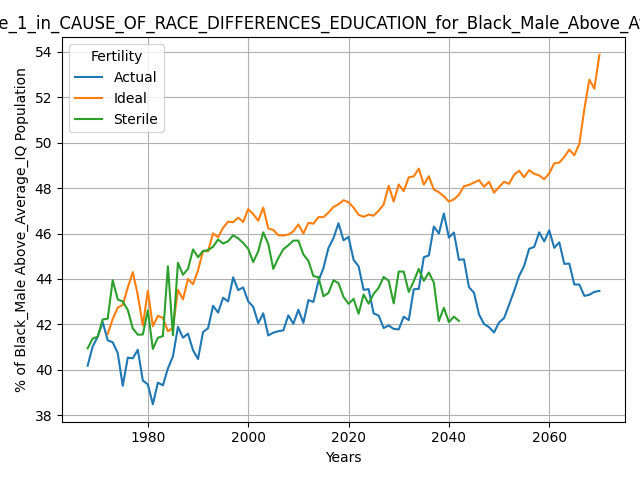 e_1_in_CAUSE_OF_RACE_DIFFERENCES_EDUCATION_for_Black_Male_Above_A
% of Black_Male Above_Average_IQ Population
54
52
50
48
46
44
42
40
38
Fertility
Actual
Ideal
Sterile
1980 2000 2020 2040 2060
Years